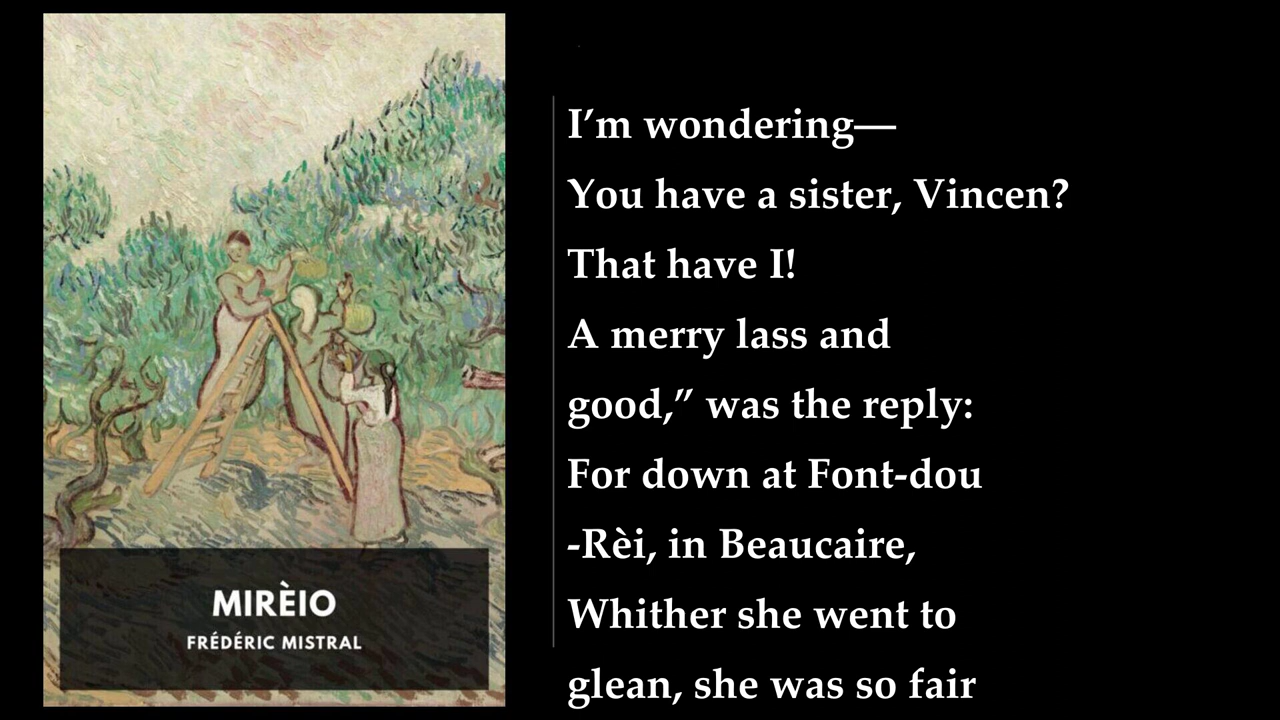 MIRÈIO
FRÉDÉRIC MISTRAL
I’m wondering—
You have a sister, Vincen?
That have I!
A merry lass and
good,” was the reply:
For down at Font-dou
-Rèi, in Beaucaire,
Whither she went to
glean, she was so fair